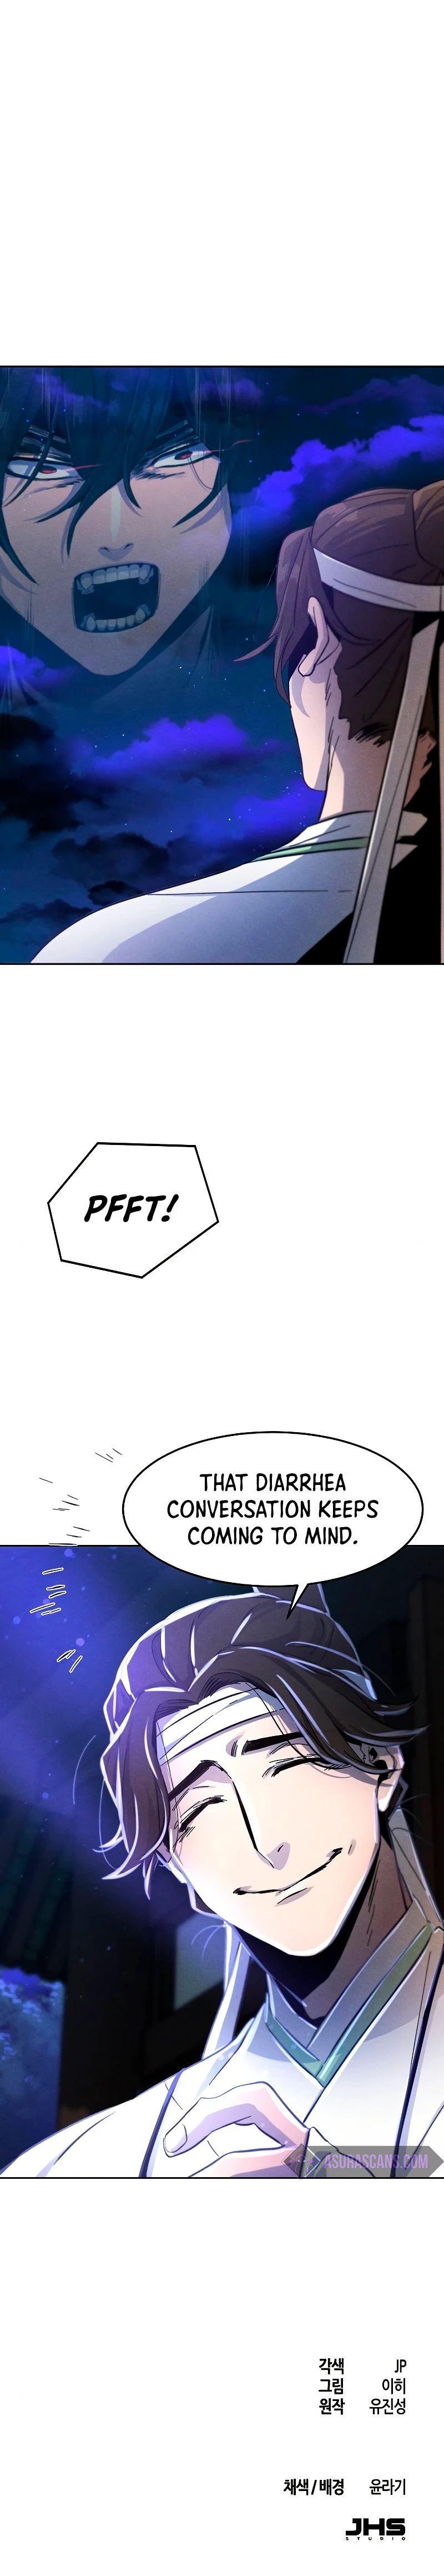 PFFT!
THAT DIARRHEA
CONVERSATION KEEPS
COMING TO MIND.
ASURASCANS.COM
각색 JP
그림 이히
원작 유진성
채색 / 배경 윤라기
JHS
STUDIO